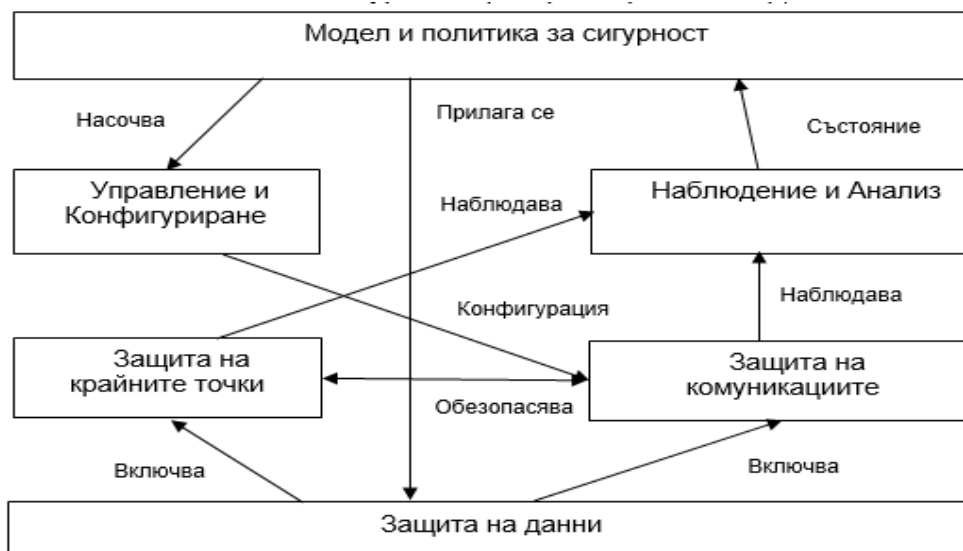 Модел и политика за сигурност
Насочва
Прилага се
Състояние
Управление и
Конфигуриране
Наблюдава
Наблюдение и Анализ
Конфигурация
Наблюдава
Защита на
крайните точки
Обезопасява
Защита на
комуникациите
Включва
Включва
Защита на данни